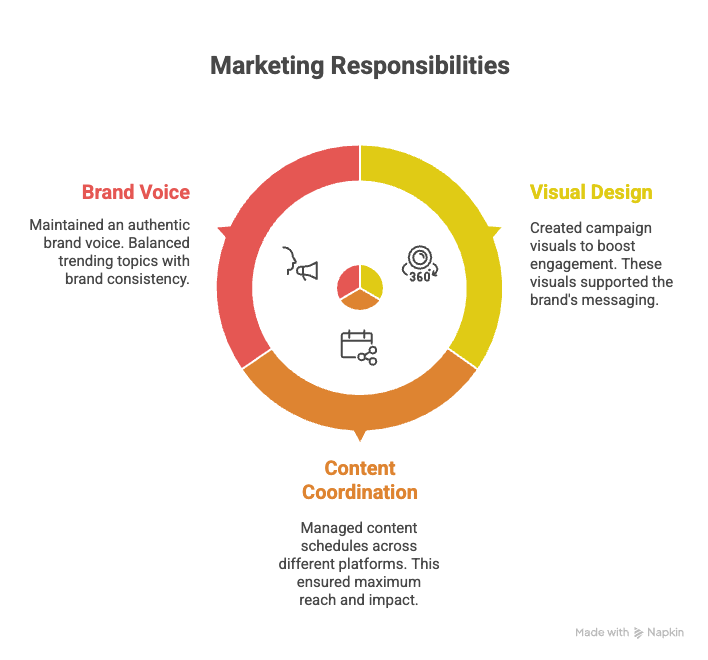 Marketing Responsibilities
Brand Voice
Maintained an authentic
brand voice. Balanced
trending topics with
brand consistency.
Visual Design
Created campaign
visuals to boost
engagement. These
visuals supported the
brand's messaging.
360°
Content
Coordination
Managed content
schedules across
different platforms. This
ensured maximum
reach and impact.
Made with Napkin